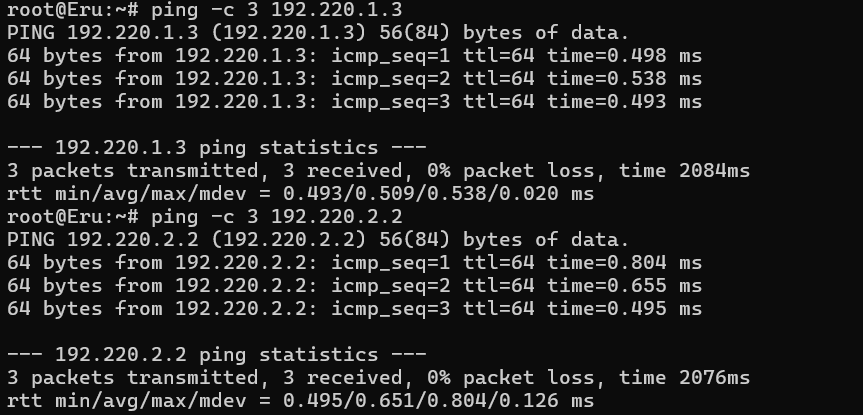 root@Eru:~# ping -c 3 192.220.1.3
PING 192.220.1.3 (192.220.1.3) 56(84) bytes of data.
64 bytes from 192.220.1.3: icmp_seq=1 ttl=64 time=0.498 ms
64 bytes from 192.220.1.3: icmp_seq=2 ttl=64 time=0.538 ms
64 bytes from 192.220.1.3: icmp_seq=3 ttl=64 time=0.493 ms

--- 192.220.1.3 ping statistics ---
3 packets transmitted, 3 received, 0% packet loss, time 2084ms
rtt min/avg/max/mdev = 0.493/0.509/0.538/0.020 ms
root@Eru:~# ping -c 3 192.220.2.2
PING 192.220.2.2 (192.220.2.2) 56(84) bytes of data.
64 bytes from 192.220.2.2: icmp_seq=1 ttl=64 time=0.804 ms
64 bytes from 192.220.2.2: icmp_seq=2 ttl=64 time=0.655 ms
64 bytes from 192.220.2.2: icmp_seq=3 ttl=64 time=0.495 ms

--- 192.220.2.2 ping statistics ---
3 packets transmitted, 3 received, 0% packet loss, time 2076ms
rtt min/avg/max/mdev = 0.495/0.651/0.804/0.126 ms